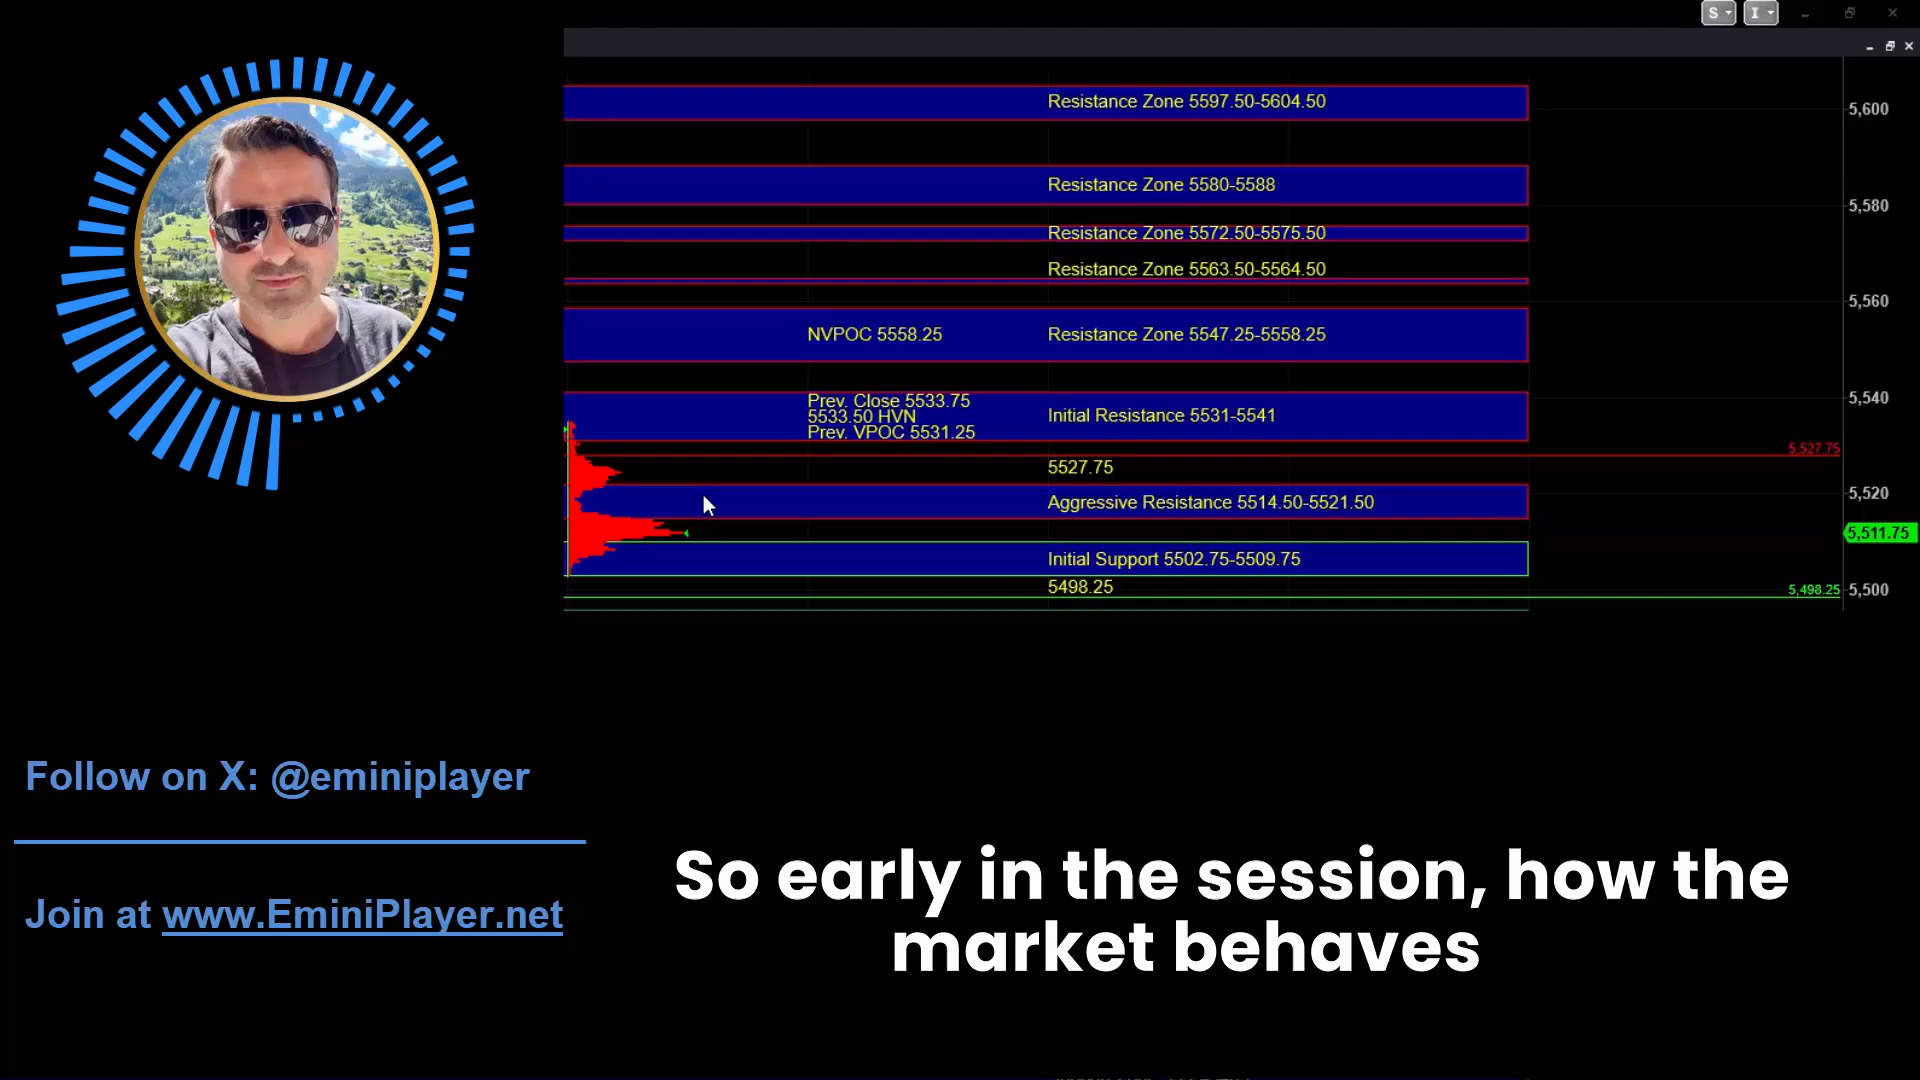 S
I
Resistance Zone 5597.50-5604.50
5,600
Resistance Zone 5580-5588
5,580
Resistance Zone 5572.50-5575.50
Resistance Zone 5563.50-5564.50
5,560
NVPOC 5558.25
Resistance Zone 5547.25-5558.25
5,540
Prev. Close 5533.75
5533.50 HVN
Prev. VPOC 5531.25
Initial Resistance 5531-5541
5,527.75
5527.75
5,520
Aggressive Resistance 5514.50-5521.50
5,511.75
Initial Support 5502.75-5509.75
5498.25
5,498.25
5,500
Follow on X: @eminiplayer
Join at www.EminiPlayer.net
So early in the session, how the
market behaves